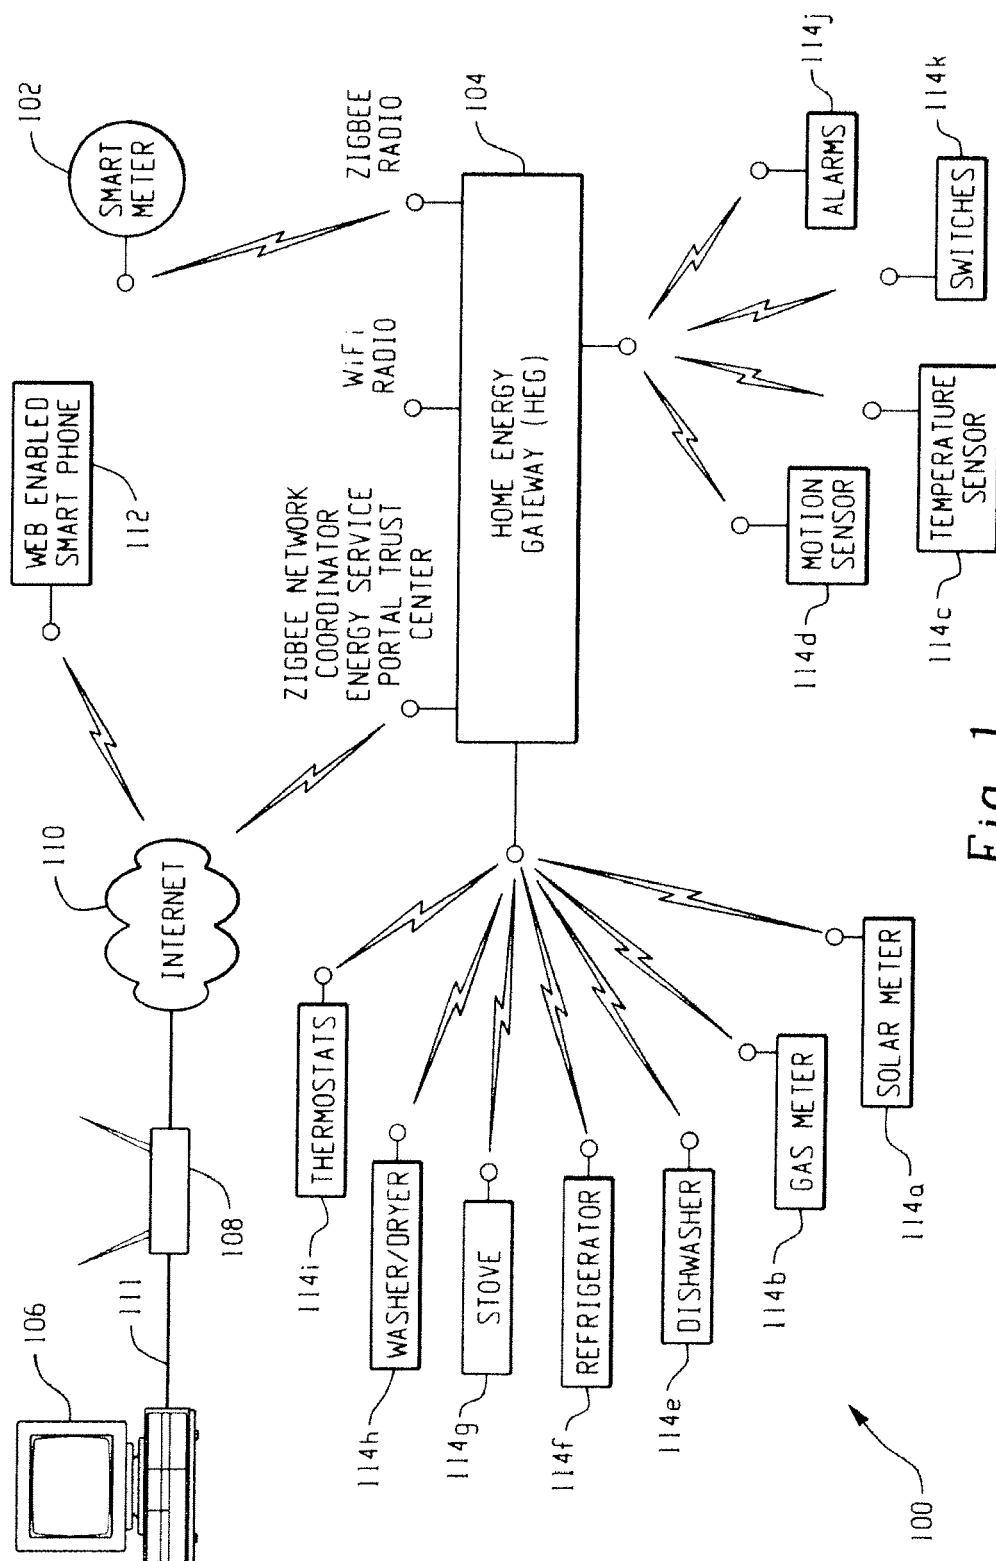 106
111
108
110
INTERNET
WEB ENABLED
SMART PHONE
112
102
SMART
METER
ZIGBEE NETWORK
COORDINATOR
ENERGY SERVICE
PORTAL TRUST
CENTER
WiFi
RADIO
ZIGBEE
RADIO
104
HOME ENERGY
GATEWAY (HEG)
THERMOSTATS
114i
WASHER/DRYER
114h
STOVE
114g
REFRIGERATOR
114f
DISHWASHER
114e
GAS METER
114b
SOLAR METER
114a
MOTION
SENSOR
114d
TEMPERATURE
SENSOR
114c
ALARMS
114j
SWITCHES
114k
100
Fig. 1